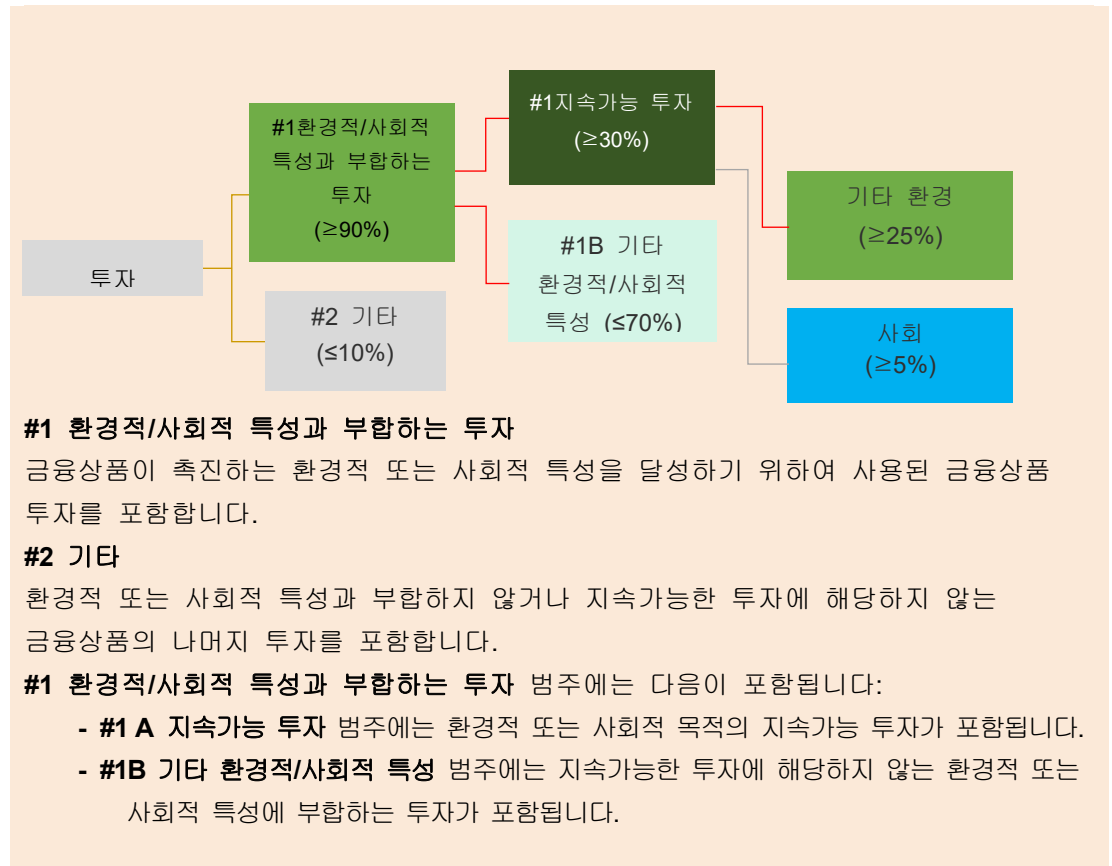 #1지속가능 투자
(≥30%)
#1환경적/사회적
특성과 부합하는
투자
(≥90%)
기타 환경
(≥25%)
#1B 기타
환경적/사회적
특성 (≤70%)
투자
#2 기타
(≤10%)
사회
(≥5%)
#1 환경적/사회적 특성과 부합하는 투자
금융상품이 촉진하는 환경적 또는 사회적 특성을 달성하기 위하여 사용된 금융상품
투자를 포함합니다.
#2 기타
환경적 또는 사회적 특성과 부합하지 않거나 지속가능한 투자에 해당하지 않는
금융상품의 나머지 투자를 포함합니다.
#1 환경적/사회적 특성과 부합하는 투자 범주에는 다음이 포함됩니다:
- #1 A 지속가능 투자 범주에는 환경적 또는 사회적 목적의 지속가능 투자가 포함됩니다.
- #1B 기타 환경적/사회적 특성 범주에는 지속가능한 투자에 해당하지 않는 환경적 또는
사회적 특성에 부합하는 투자가 포함됩니다.